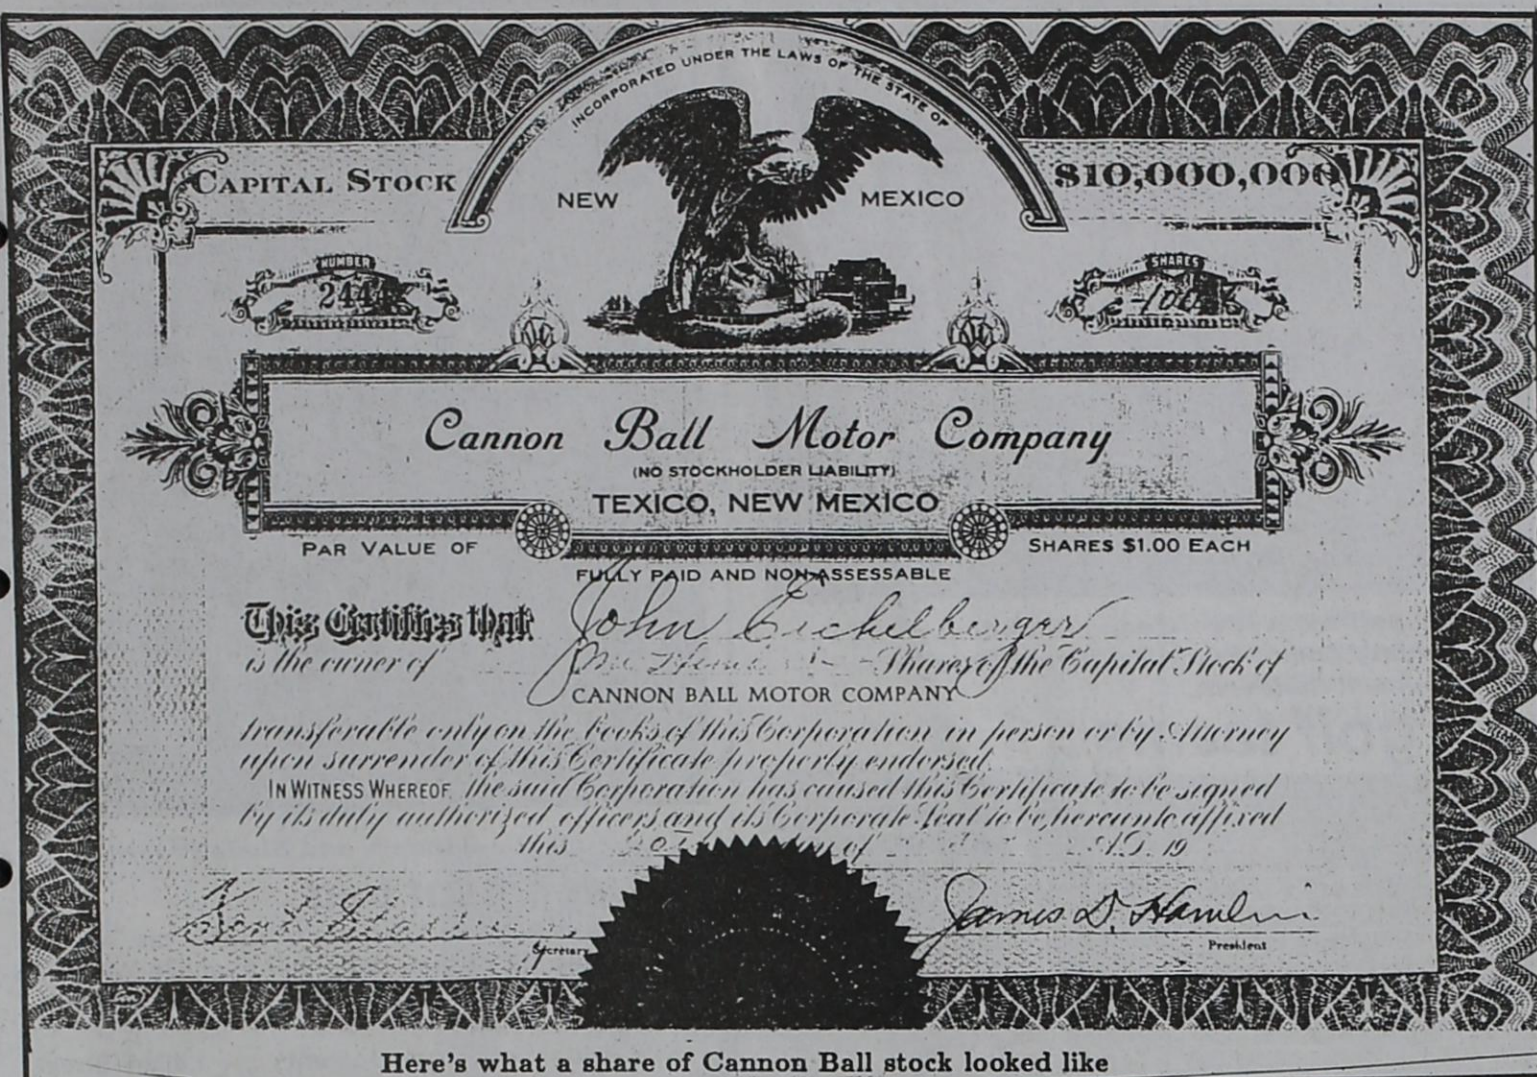 INCORPORATED UNDER THE LAWS OF THE STATE OF
NEW MEXICO
CAPITAL STOCK $10,000,000
NUMBER SHARES
Cannon Ball Motor Company
(NO STOCKHOLDER LIABILITY)
TEXICO, NEW MEXICO
PAR VALUE OF SHARES $1.00 EACH
FULLY PAID AND NON-ASSESSABLE
This Certifies that John Eichelberger
is the owner of Shares of the Capital Stock of
CANNON BALL MOTOR COMPANY
transferable only on the books of this Corporation in person or by Attorney
upon surrender of this Certificate properly endorsed.
IN WITNESS WHEREOF, the said Corporation has caused this Certificate to be signed
by its duly authorized officers and its Corporate Seal to be hereunto affixed
this of A.D. 19
James D. Hamlin
Secretary President
Here's what a share of Cannon Ball stock looked like